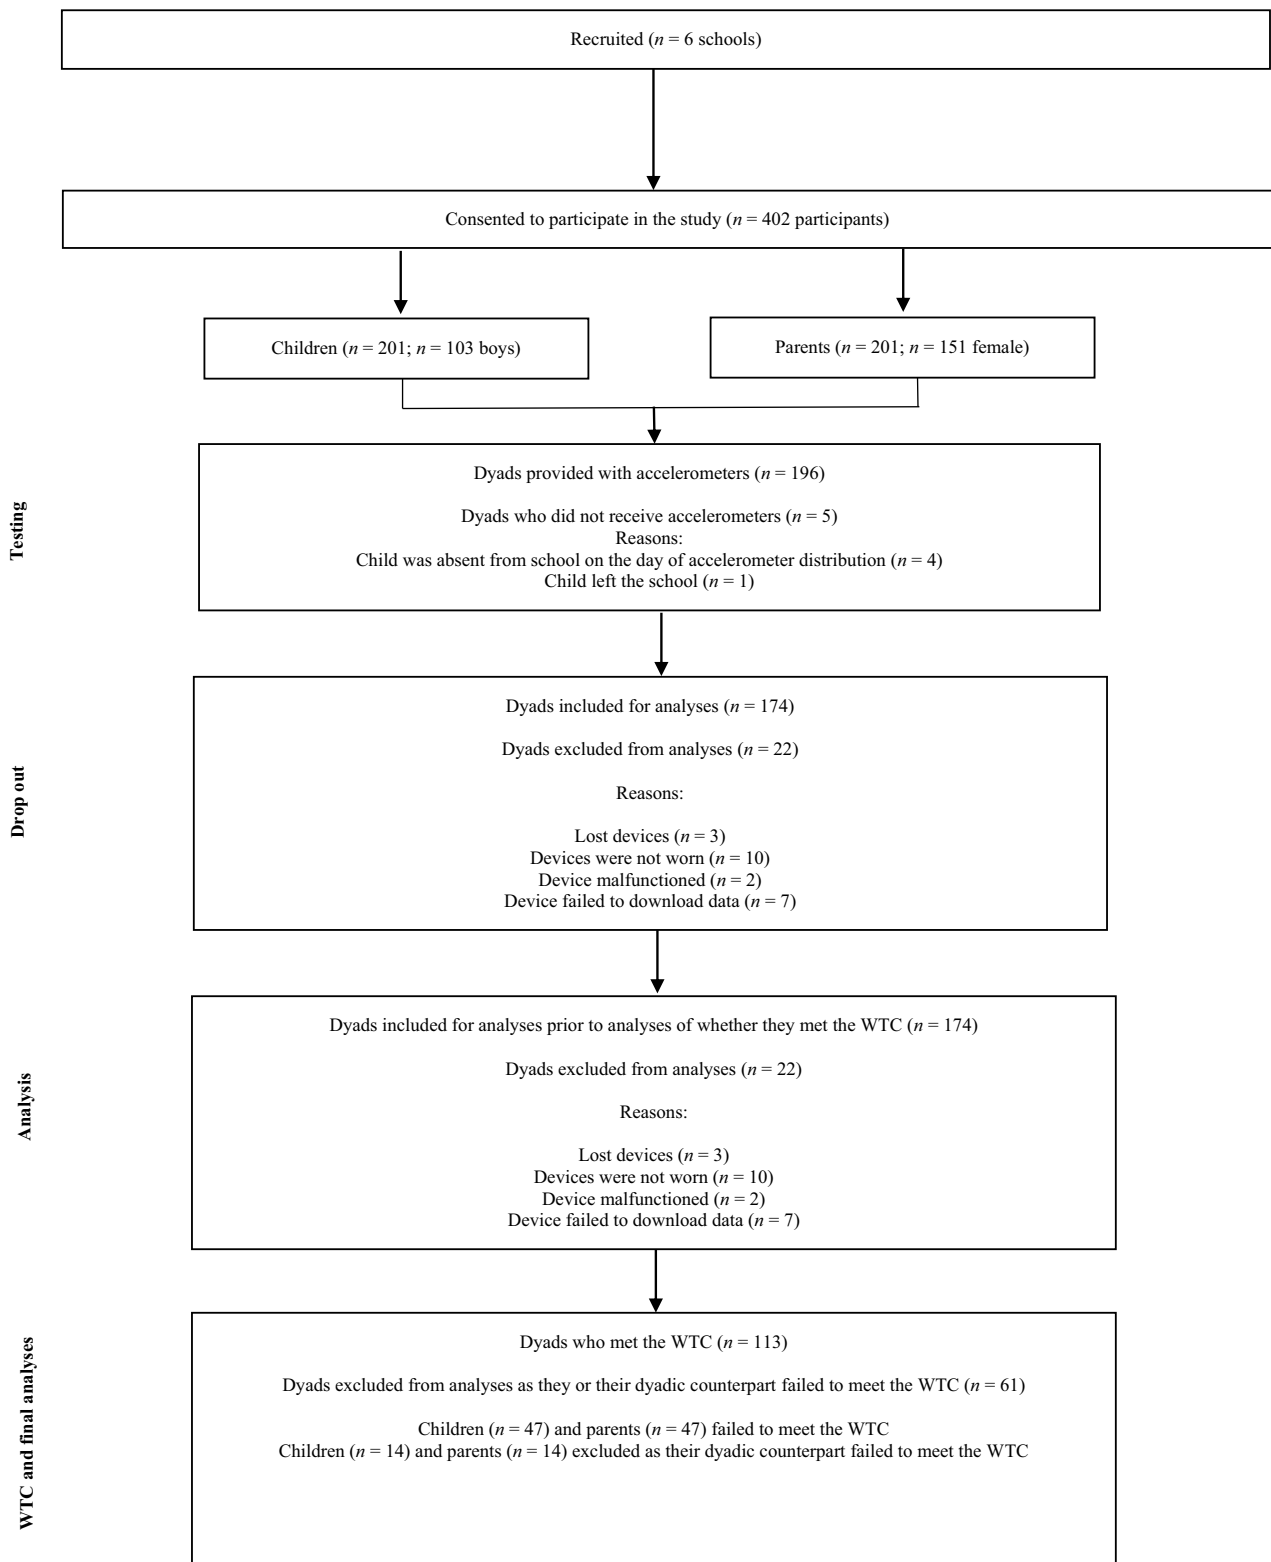 Recruited (n = 6 schools)
Consented to participate in the study (n = 402 participants)
Children (n = 201; n = 103 boys)
Parents (n = 201; n = 151 female)
Testing
Dyads provided with accelerometers (n = 196)
Dyads who did not receive accelerometers (n = 5)
Reasons:
Child was absent from school on the day of accelerometer distribution (n = 4)
Child left the school (n = 1)
Drop out
Dyads included for analyses (n = 174)
Dyads excluded from analyses (n = 22)
Reasons:
Lost devices (n = 3)
Devices were not worn (n = 10)
Device malfunctioned (n = 2)
Device failed to download data (n = 7)
Analysis
Dyads included for analyses prior to analyses of whether they met the WTC (n = 174)
Dyads excluded from analyses (n = 22)
Reasons:
Lost devices (n = 3)
Devices were not worn (n = 10)
Device malfunctioned (n = 2)
Device failed to download data (n = 7)
WTC and final analyses
Dyads who met the WTC (n = 113)
Dyads excluded from analyses as they or their dyadic counterpart failed to meet the WTC (n = 61)
Children (n = 47) and parents (n = 47) failed to meet the WTC
Children (n = 14) and parents (n = 14) excluded as their dyadic counterpart failed to meet the WTC